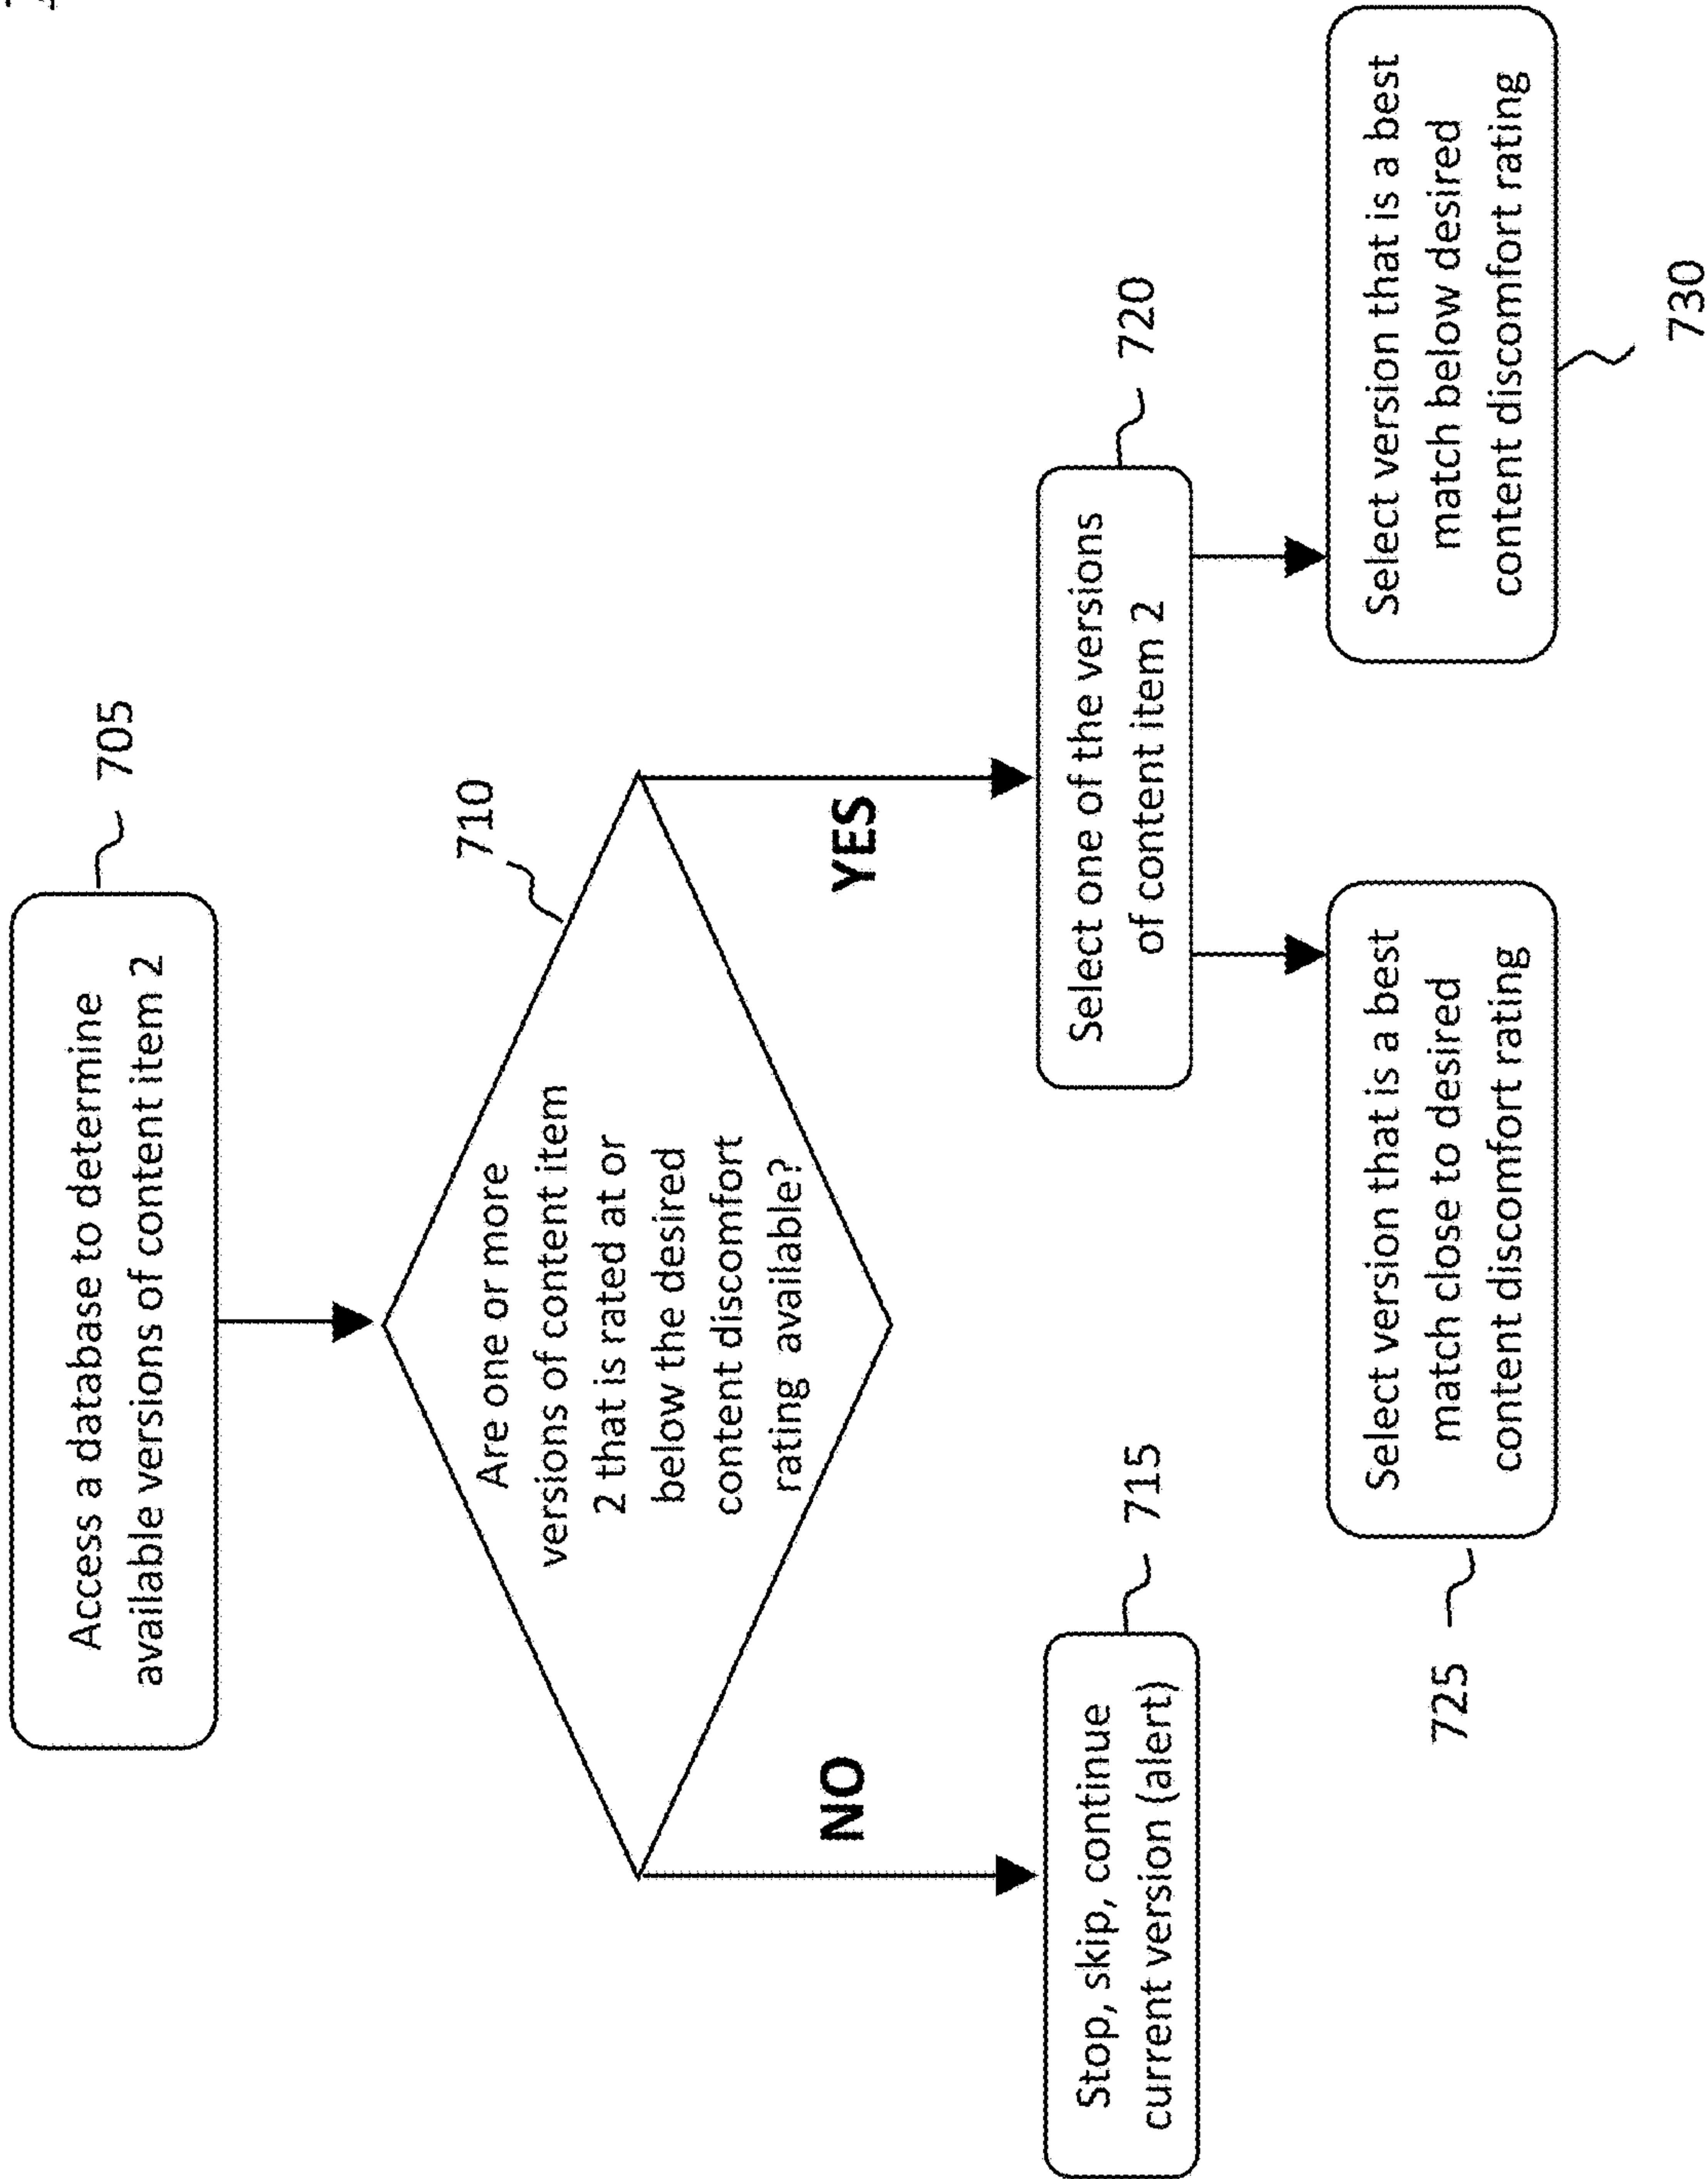 Access a database to determine
available versions of content item 2
705
710
Are one or more
versions of content item
2 that is rated at or
below the desired
content discomfort
rating available?
NO
YES
Stop, skip, continue
current version (alert)
715
Select one of the versions
of content item 2
720
725
Select version that is a best
match close to desired
content discomfort rating
Select version that is a best
match below desired
content discomfort rating
730